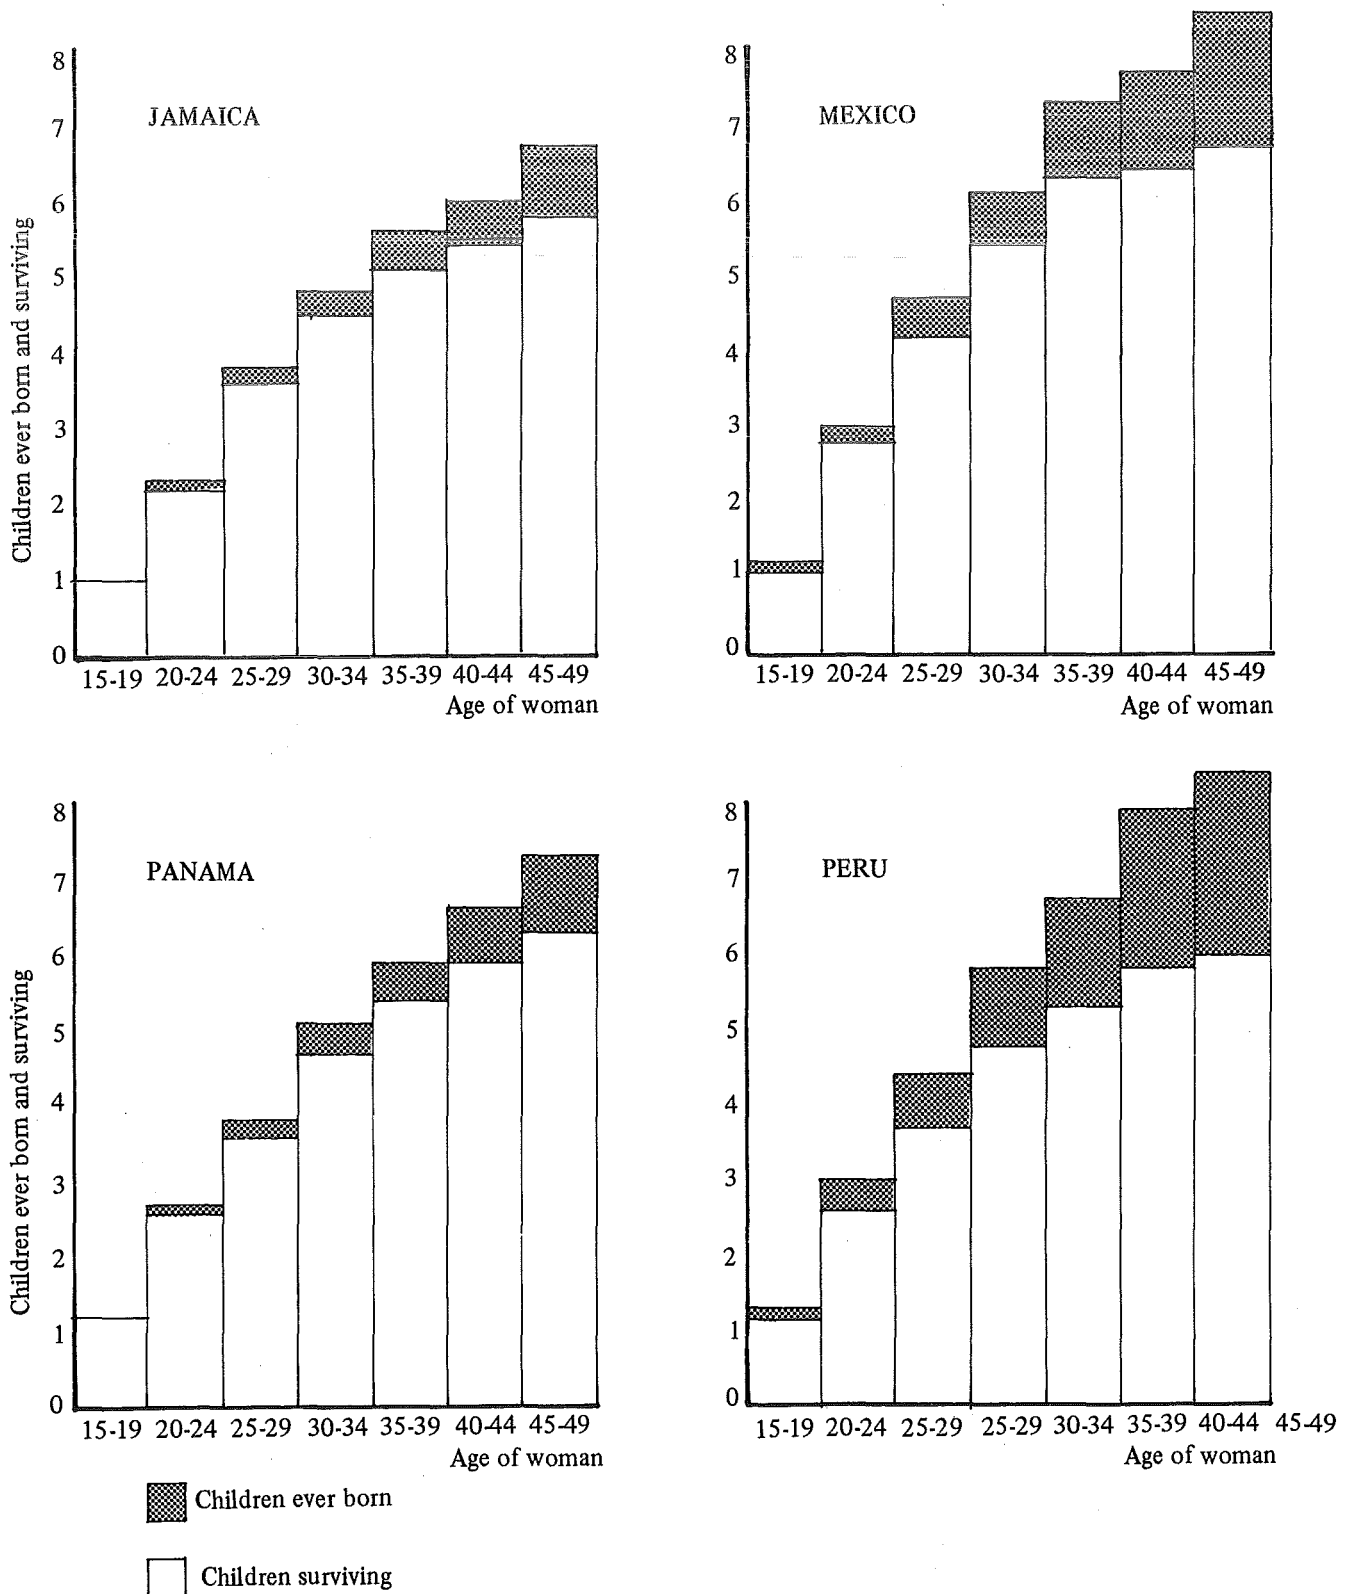 Children ever born and surviving
JAMAICA
8
7
6
5
4
3
2
1
0
15-19 20-24 25-29 30-34 35-39 40-44 45-49
Age of woman
MEXICO
8
7
6
5
4
3
2
1
0
15-19 20-24 25-29 30-34 35-39 40-44 45-49
Age of woman
Children ever born and surviving
PANAMA
8
7
6
5
4
3
2
1
0
15-19 20-24 25-29 30-34 35-39 40-44 45-49
Age of woman
PERU
8
7
6
5
4
3
2
1
0
15-19 20-24 25-29 25-29 30-34 35-39 40-44 45-49
Age of woman
Children ever born
Children surviving